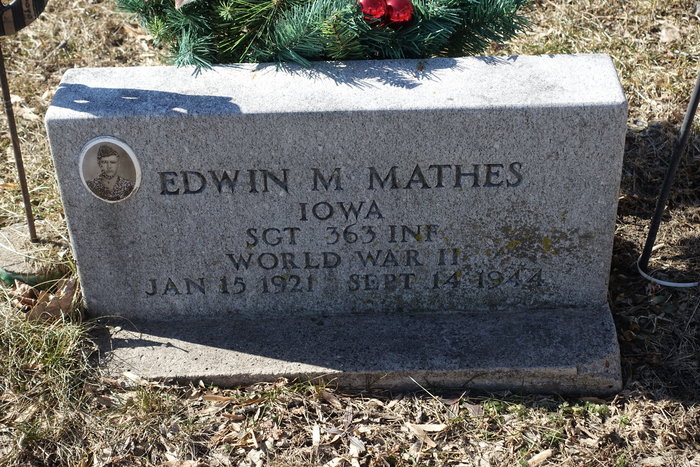 EDWIN M MATHES
IOWA
SGT 363 INF
WORLD WAR II
JAN 15 1921 SEPT 14 1944